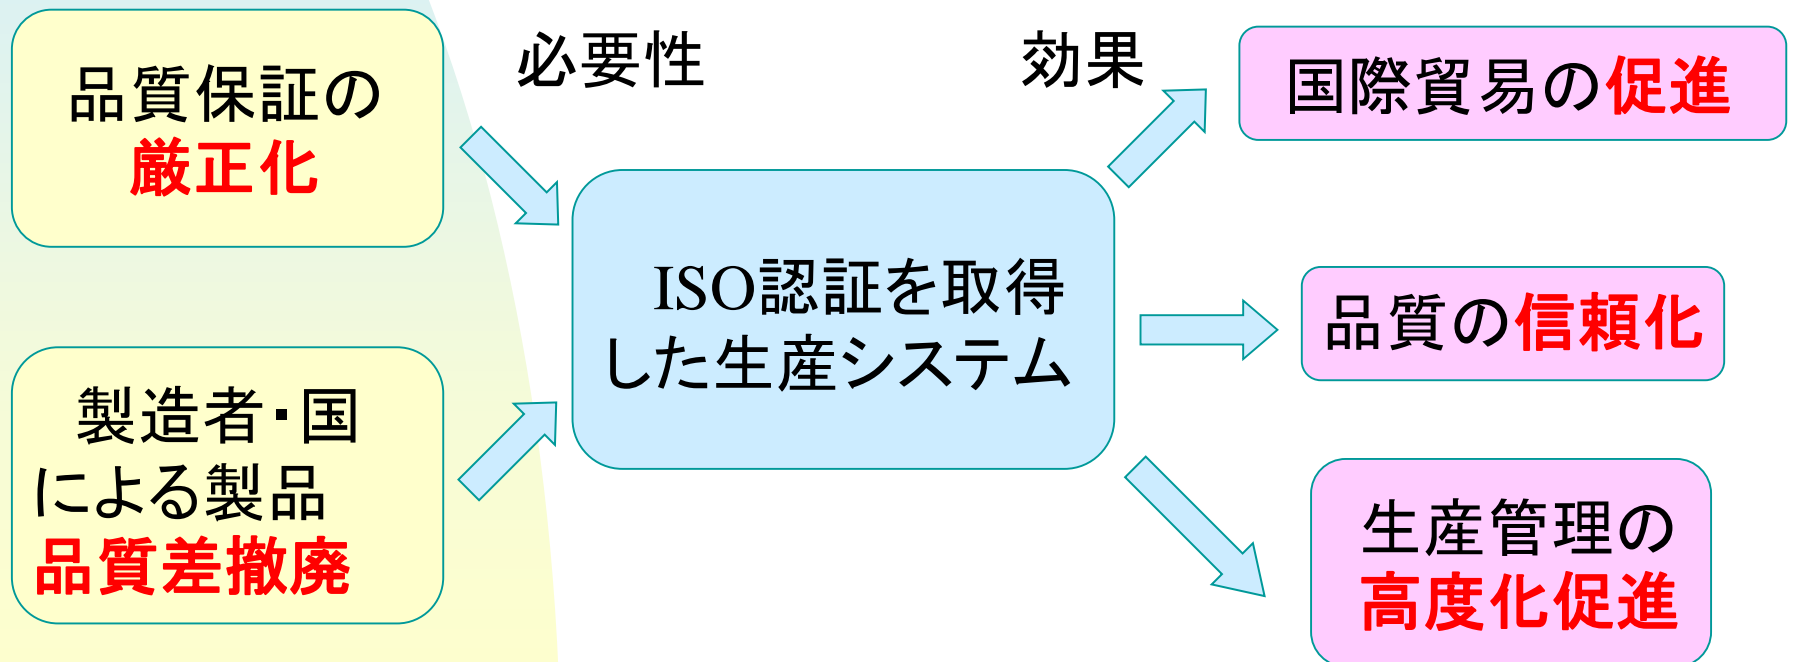 品質保証の
厳正化
製造者・国
による製品
品質差撤廃
必要性
ISO認証を取得
した生産システム
効果
国際貿易の促進
品質の信頼化
生産管理の
高度化促進